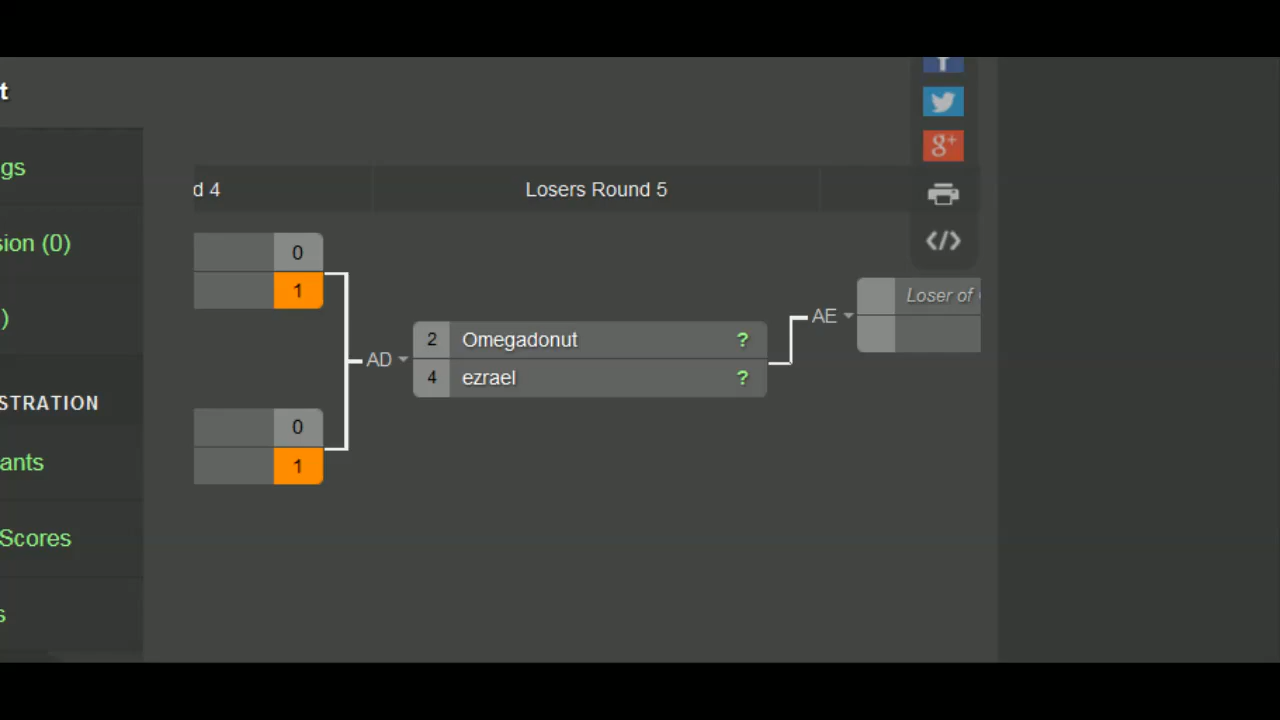 t
gs
sion (0)
)
STRATION
ants
Scores
s
d 4
Losers Round 5
0
1
0
1
AD
2 Omegadonut ?
4 ezrael ?
AE
Loser of
f
g+
</>